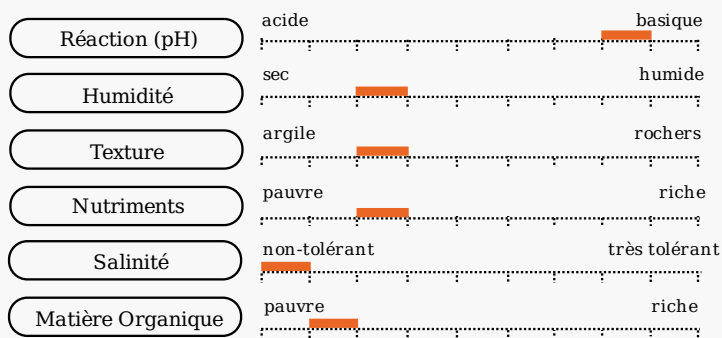 acide basique
Réaction (pH)
sec humide
Humidité
argile rochers
Texture
pauvre riche
Nutriments
non-tolérant très tolérant
Salinité
pauvre riche
Matière Organique